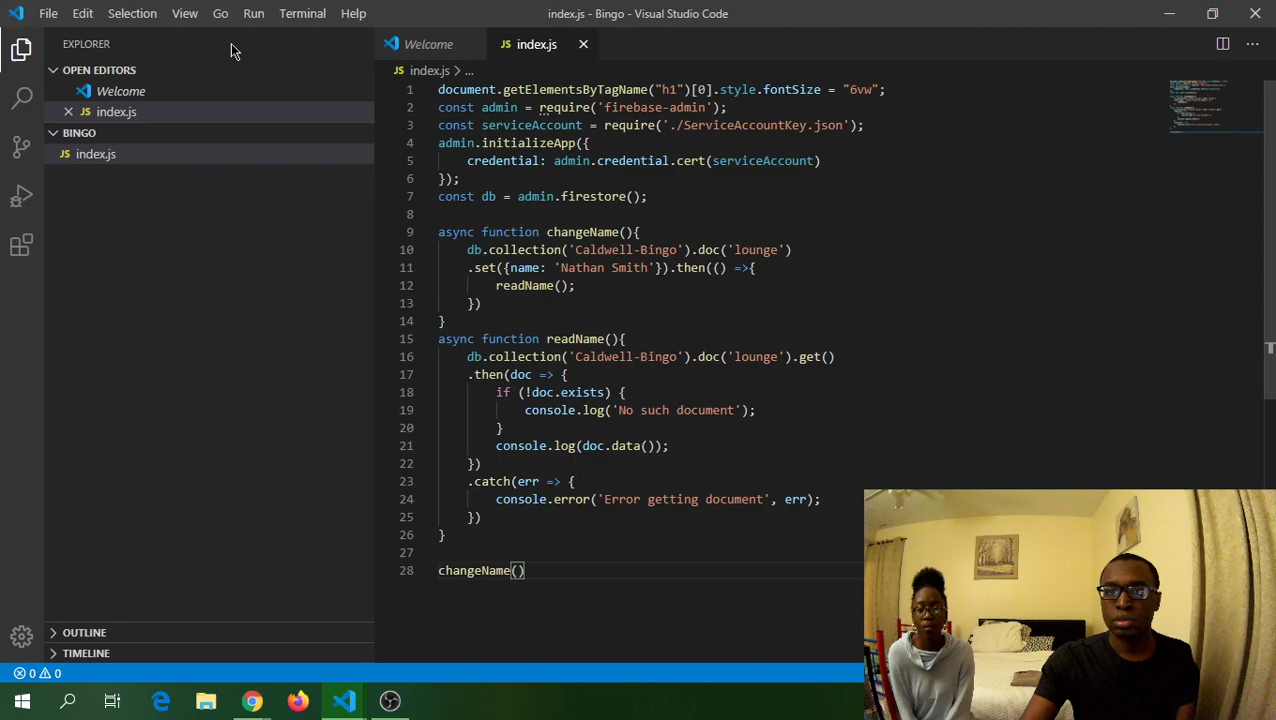 File Edit Selection View Go Run Terminal Help
index.js - Bingo - Visual Studio Code
EXPLORER
OPEN EDITORS
Welcome
index.js
BINGO
index.js
OUTLINE
TIMELINE
Welcome
index.js
index.js > ...
1 document.getElementsByTagName("h1")[0].style.fontSize = "6vw";
2 const admin = require('firebase-admin');
3 const serviceAccount = require('./ServiceAccountKey.json');
4 admin.initializeApp({
5 credential: admin.credential.cert(serviceAccount)
6 });
7 const db = admin.firestore();
8
9 async function changeName(){
10 db.collection('Caldwell-Bingo').doc('lounge')
11 .set({name: 'Nathan Smith'}).then(() =>{
12 readName();
13 })
14 }
15 async function readName(){
16 db.collection('Caldwell-Bingo').doc('lounge').get()
17 .then(doc => {
18 if (!doc.exists) {
19 console.log('No such document');
20 }
21 console.log(doc.data());
22 })
23 .catch(err => {
24 console.error('Error getting document', err);
25 })
26 }
27
28 changeName()
0 0